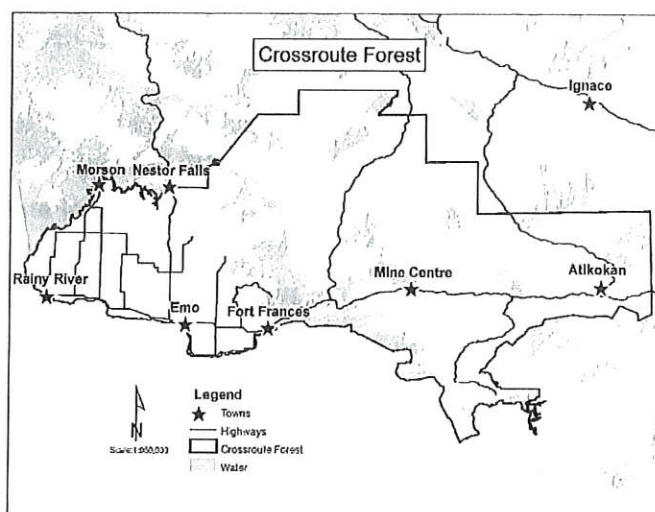 Crossroute Forest
Ignace
Morson
Nestor Falls
Rainy River
Mine Centre
Atikokan
Emo
Fort Frances
Legend
Towns
Highways
Crossroute Forest
Water
N